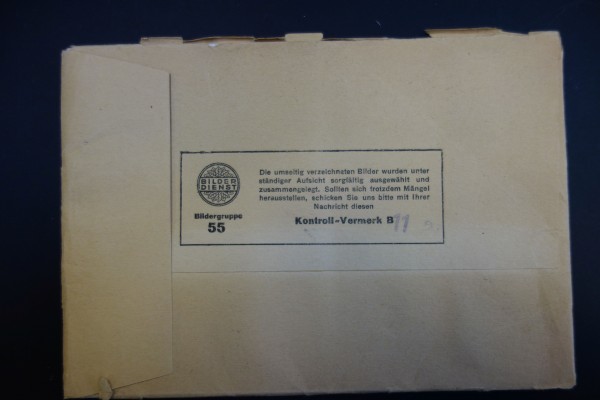 BILDER
DIENST
Bildergruppe
55
Die umseitig verzeichneten Bilder wurden unter
ständiger Aufsicht sorgfältig ausgewählt und
zusammengelegt. Sollten sich trotzdem Mängel
herausstellen, schicken Sie uns bitte mit Ihrer
Nachricht diesen
Kontroll-Vermerk B 11